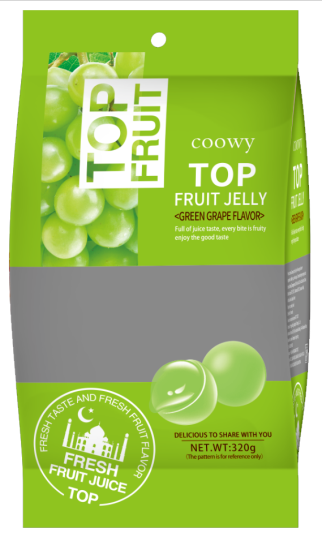 TOP
FRUIT
coowy
TOP
FRUIT JELLY
<GREEN GRAPE FLAVOR>
Full of juice taste, every bite is fruity
enjoy the good taste
COOWY
TOP
FRUIT JELLY
FRESH TASTE AND FRESH FRUIT FLAVOR
FRESH
FRUIT JUICE
TOP
DELICIOUS TO SHARE WITH YOU
NET.WT:320g
(The pattern is for reference only)